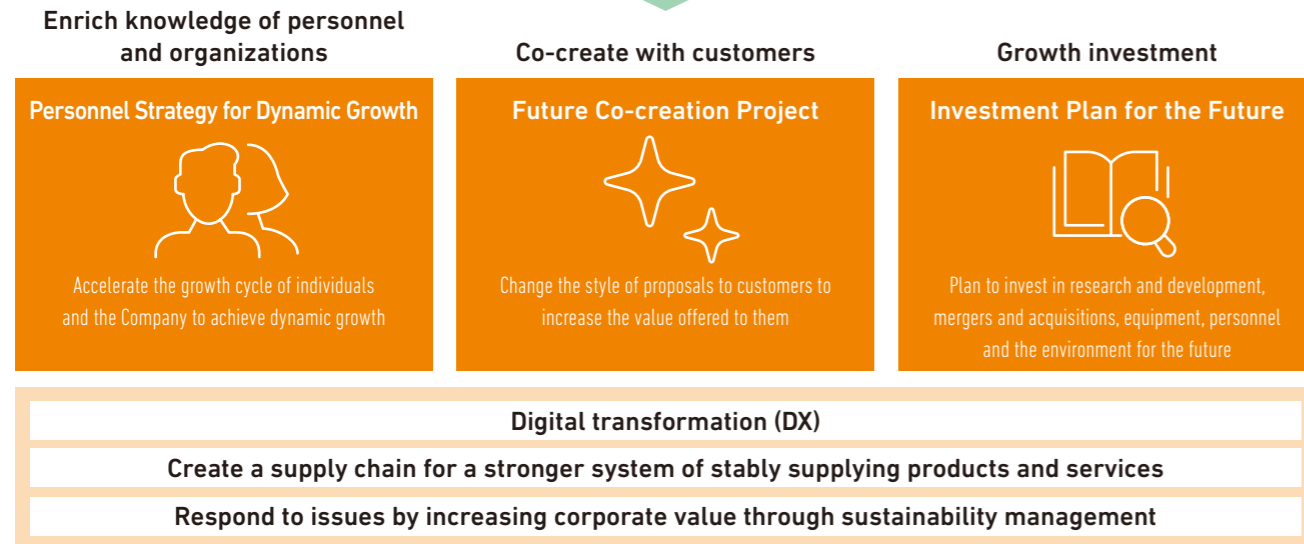 Enrich knowledge of personnel
and organizations
Personnel Strategy for Dynamic Growth
Accelerate the growth cycle of individuals
and the Company to achieve dynamic growth
Co-create with customers
Future Co-creation Project
Change the style of proposals to customers to
increase the value offered to them
Growth investment
Investment Plan for the Future
Plan to invest in research and development,
mergers and acquisitions, equipment, personnel
and the environment for the future
Digital transformation (DX)
Create a supply chain for a stronger system of stably supplying products and services
Respond to issues by increasing corporate value through sustainability management